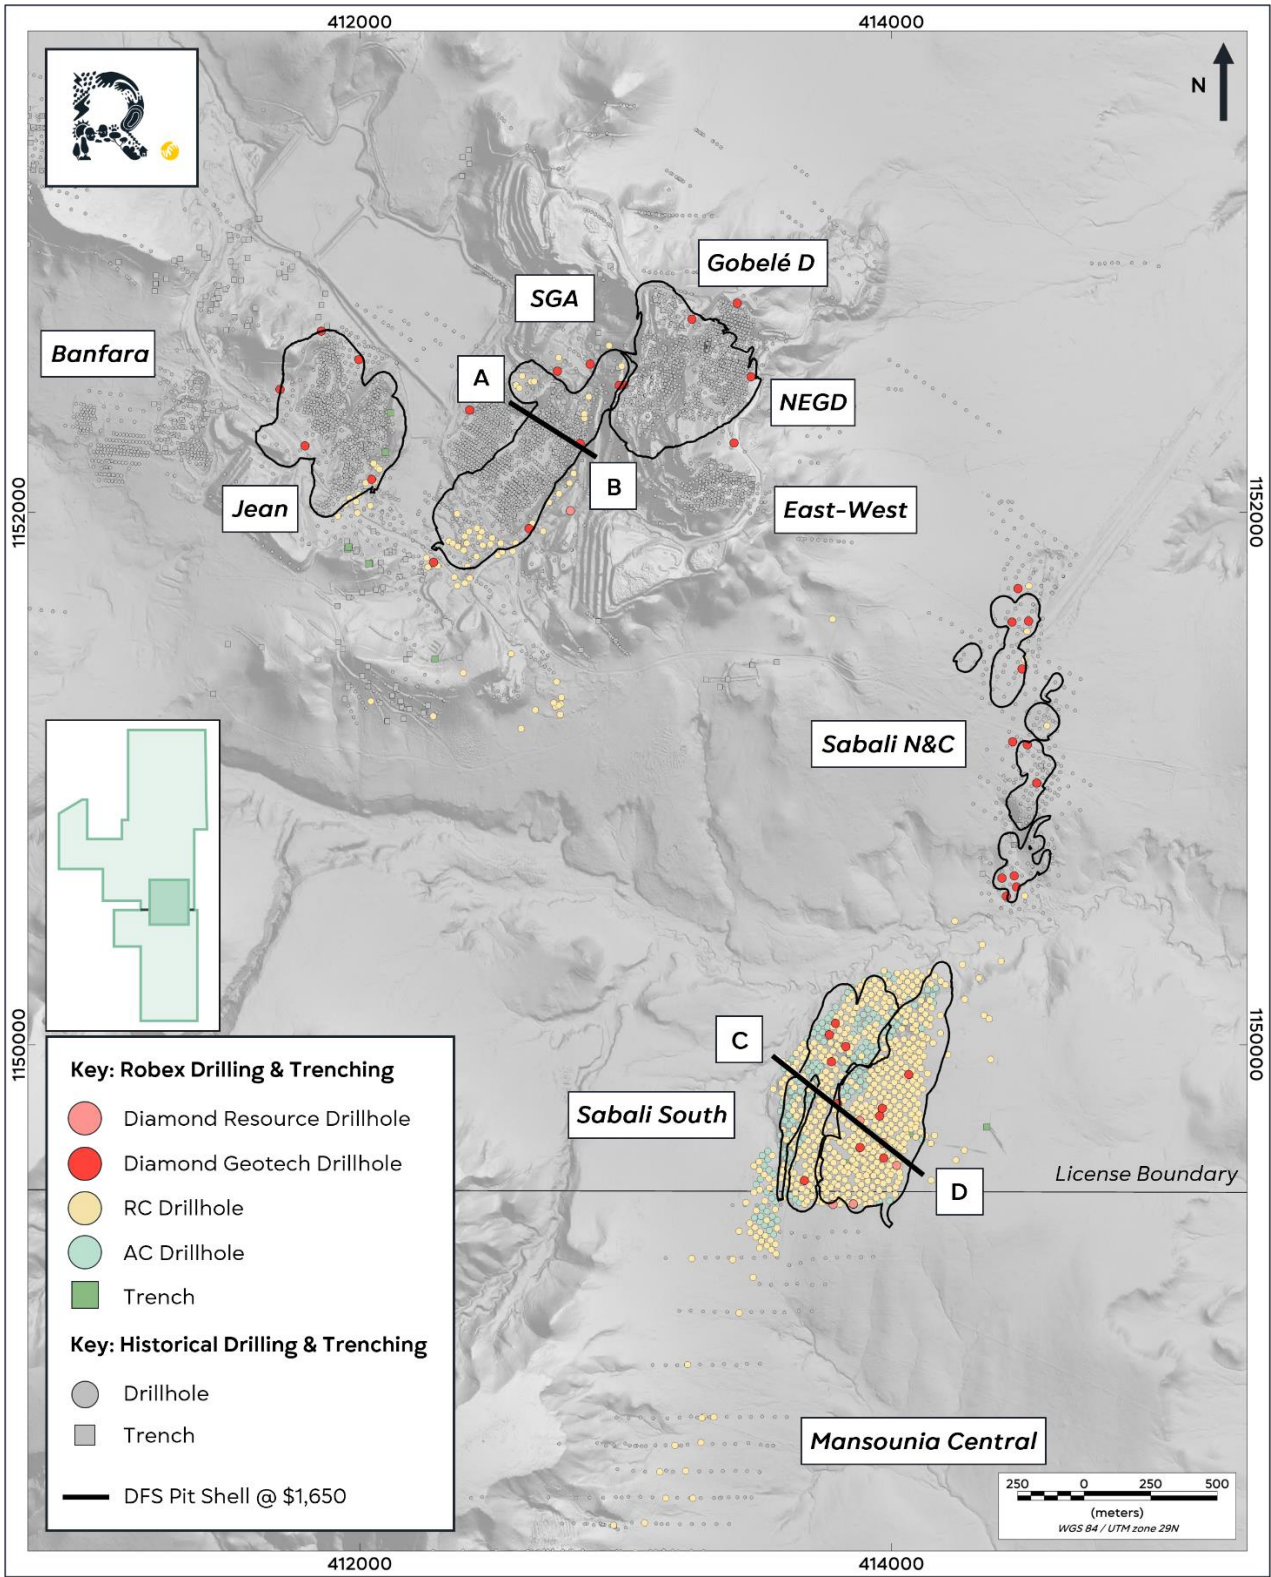 412000
414000
N
R.
Gobelé D
SGA
Banfara
A
NEGD
B
Jean
East-West
1152000
1152000
Sabali N&C
C
1150000
1150000
Key: Robex Drilling & Trenching
Diamond Resource Drillhole
Diamond Geotech Drillhole
RC Drillhole
AC Drillhole
Trench
Key: Historical Drilling & Trenching
Drillhole
Trench
DFS Pit Shell @ $1,650
Sabali South
License Boundary
D
Mansounia Central
250 0 250 500
(meters)
WGS 84 / UTM zone 29N
412000
414000